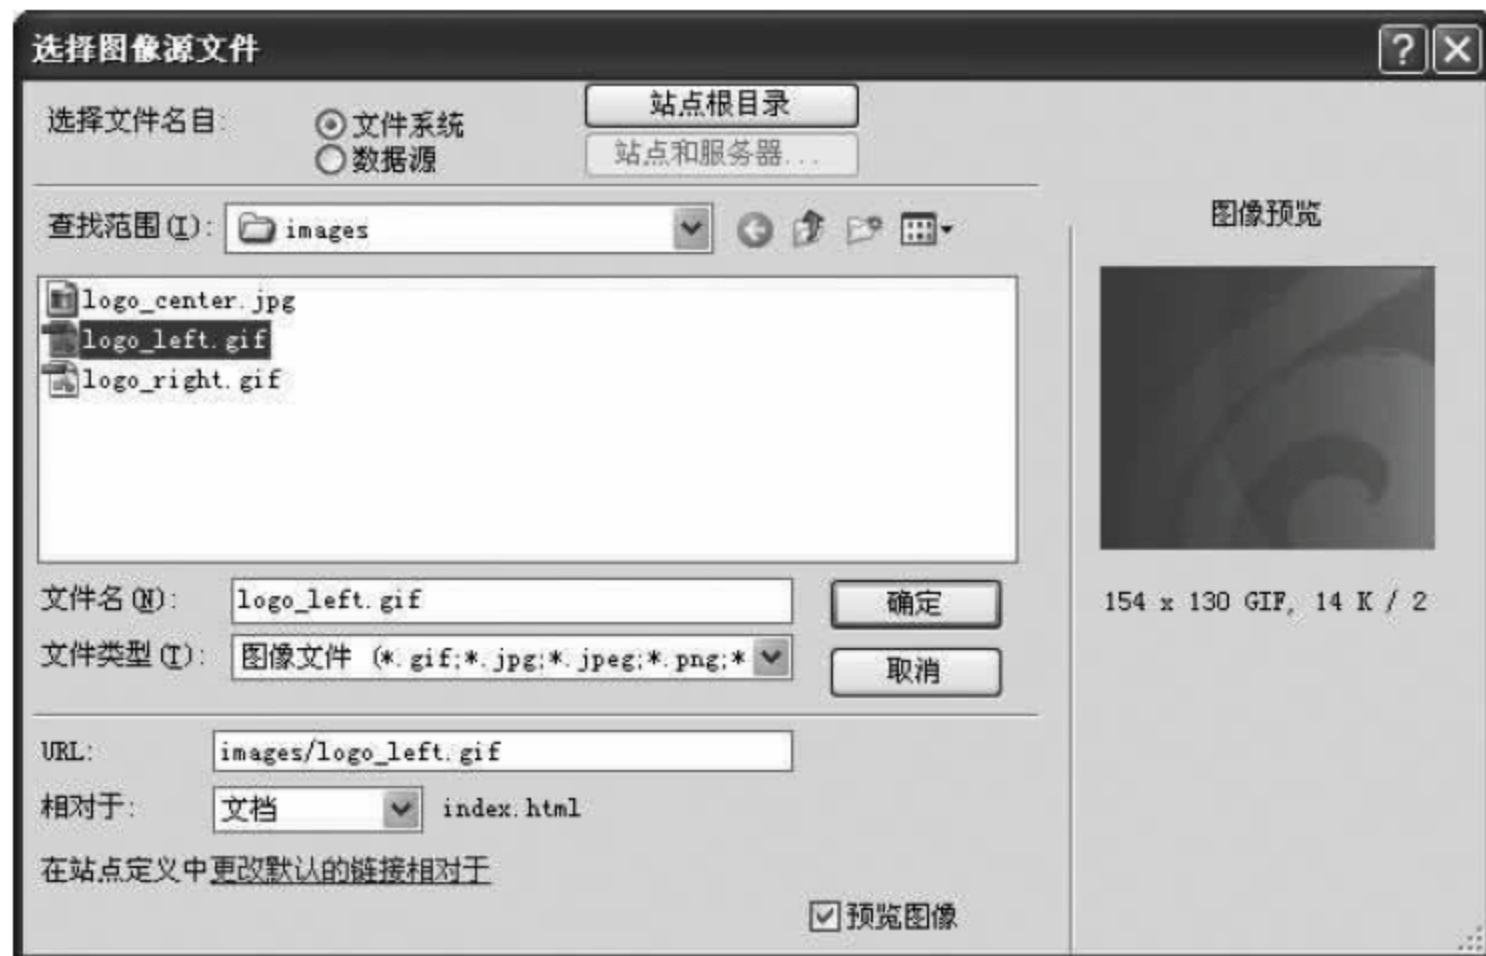 选择图像源文件
选择文件名自:
文件系统
站点根目录
数据源
站点和服务器...
查找范围(I):
images
图像预览
logo_center.jpg
logo_left.gif
logo_right.gif
文件名(N):
logo_left.gif
确定
154 x 130 GIF, 14 K / 2
文件类型(T):
图像文件 (*.gif;*.jpg;*.jpeg;*.png;*
取消
URL:
images/logo_left.gif
相对于:
文档
index.html
在站点定义中更改默认的链接相对于
预览图像